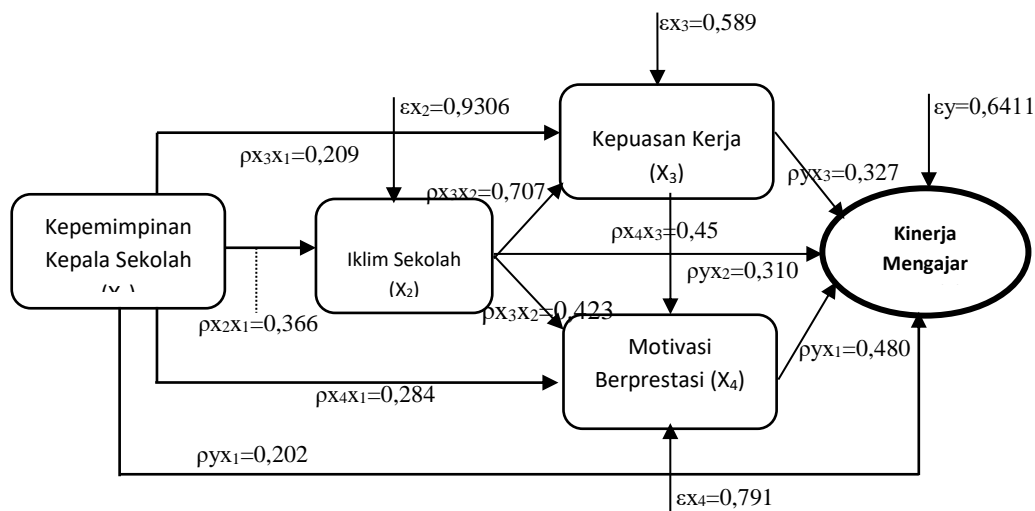 εx₃=0,589
εx₂=0,9306
εy=0,6411
Kepuasan Kerja
(X₃)
ρx₃x₁=0,209
ρyx₃=0,327
ρx₃x₂=0,707
Kepemimpinan
Kepala Sekolah
Iklim Sekolah
(X₂)
ρx₄x₃=0,45
Kinerja
Mengajar
ρyx₂=0,310
ρx₂x₁=0,366
ρx₃x₂=0,423
Motivasi
Berprestasi (X₄)
ρyx₁=0,480
ρx₄x₁=0,284
ρyx₁=0,202
εx₄=0,791